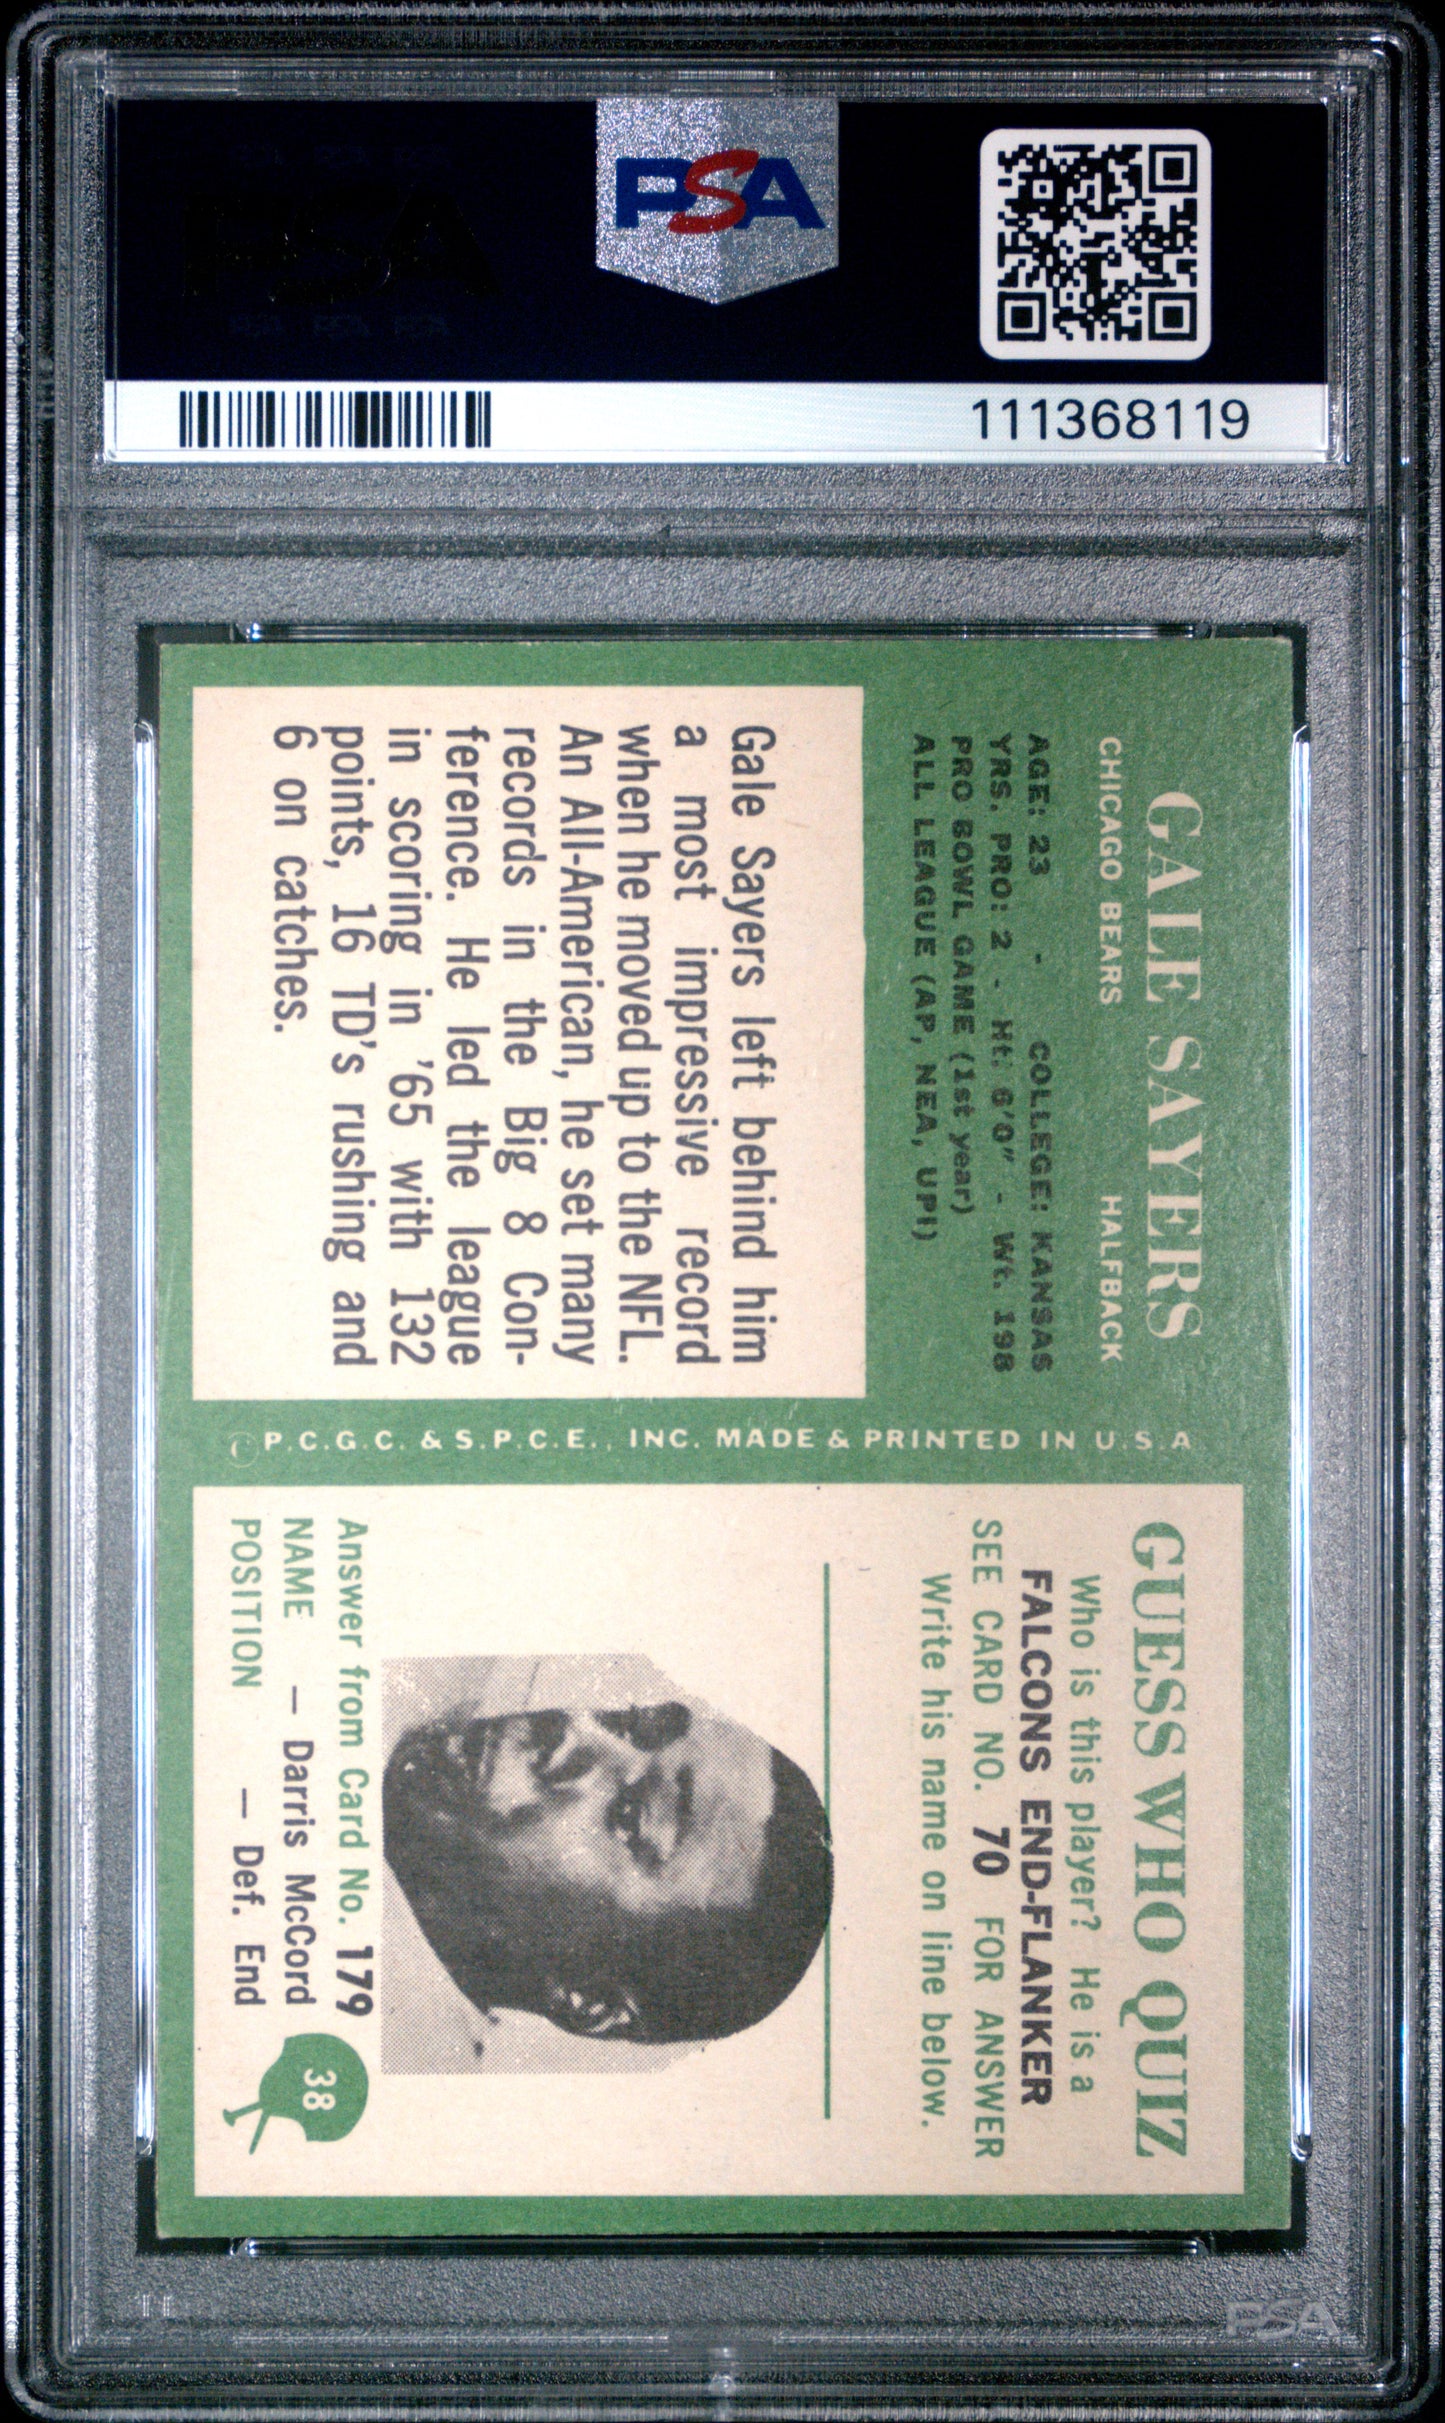 PSA
PSA
111368119
GALE SAYERS
CHICAGO BEARS HALFBACK
AGE: 23 - COLLEGE: KANSAS
YRS. PRO: 2 - Ht. 6'0" - Wt. 198
PRO BOWL GAME (1st year)
ALL LEAGUE (AP, NEA, UPI)
Gale Sayers left behind him
a most impressive record
when he moved up to the NFL.
An All-American, he set many
records in the Big 8 Con-
ference. He led the league
in scoring in '65 with 132
points, 16 TD's rushing and
6 on catches.
© P.C.G.C. & S.P.C.E., INC. MADE & PRINTED IN U.S.A
GUESS WHO QUIZ
Who is this player? He is a
FALCONS END-FLANKER
SEE CARD NO. 70 FOR ANSWER
Write his name on line below.
Answer from Card No. 179
NAME — Darris McCord
POSITION — Def. End
38
PSA